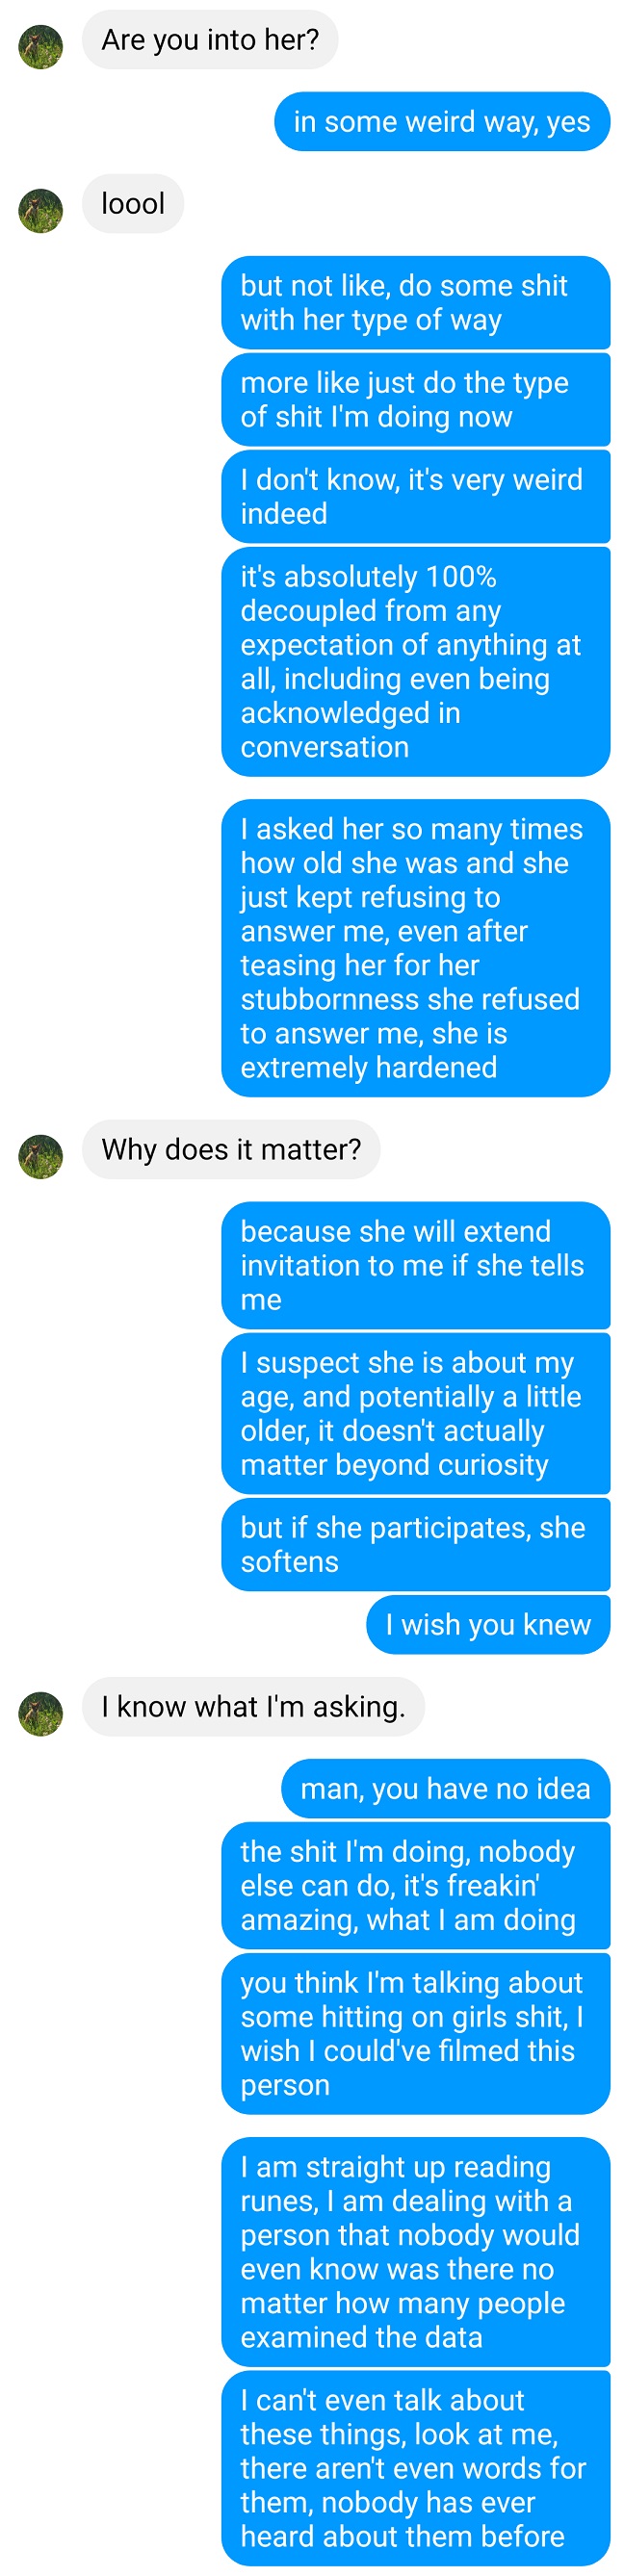 Are you into her?
in some weird way, yes
loool
but not like, do some shit
with her type of way
more like just do the type
of shit I'm doing now
I don't know, it's very weird
indeed
it's absolutely 100%
decoupled from any
expectation of anything at
all, including even being
acknowledged in
conversation
I asked her so many times
how old she was and she
just kept refusing to
answer me, even after
teasing her for her
stubbornness she refused
to answer me, she is
extremely hardened
Why does it matter?
because she will extend
invitation to me if she tells
me
I suspect she is about my
age, and potentially a little
older, it doesn't actually
matter beyond curiosity
but if she participates, she
softens
I wish you knew
I know what I'm asking.
man, you have no idea
the shit I'm doing, nobody
else can do, it's freakin'
amazing, what I am doing
you think I'm talking about
some hitting on girls shit, I
wish I could've filmed this
person
I am straight up reading
runes, I am dealing with a
person that nobody would
even know was there no
matter how many people
examined the data
I can't even talk about
these things, look at me,
there aren't even words for
them, nobody has ever
heard about them before